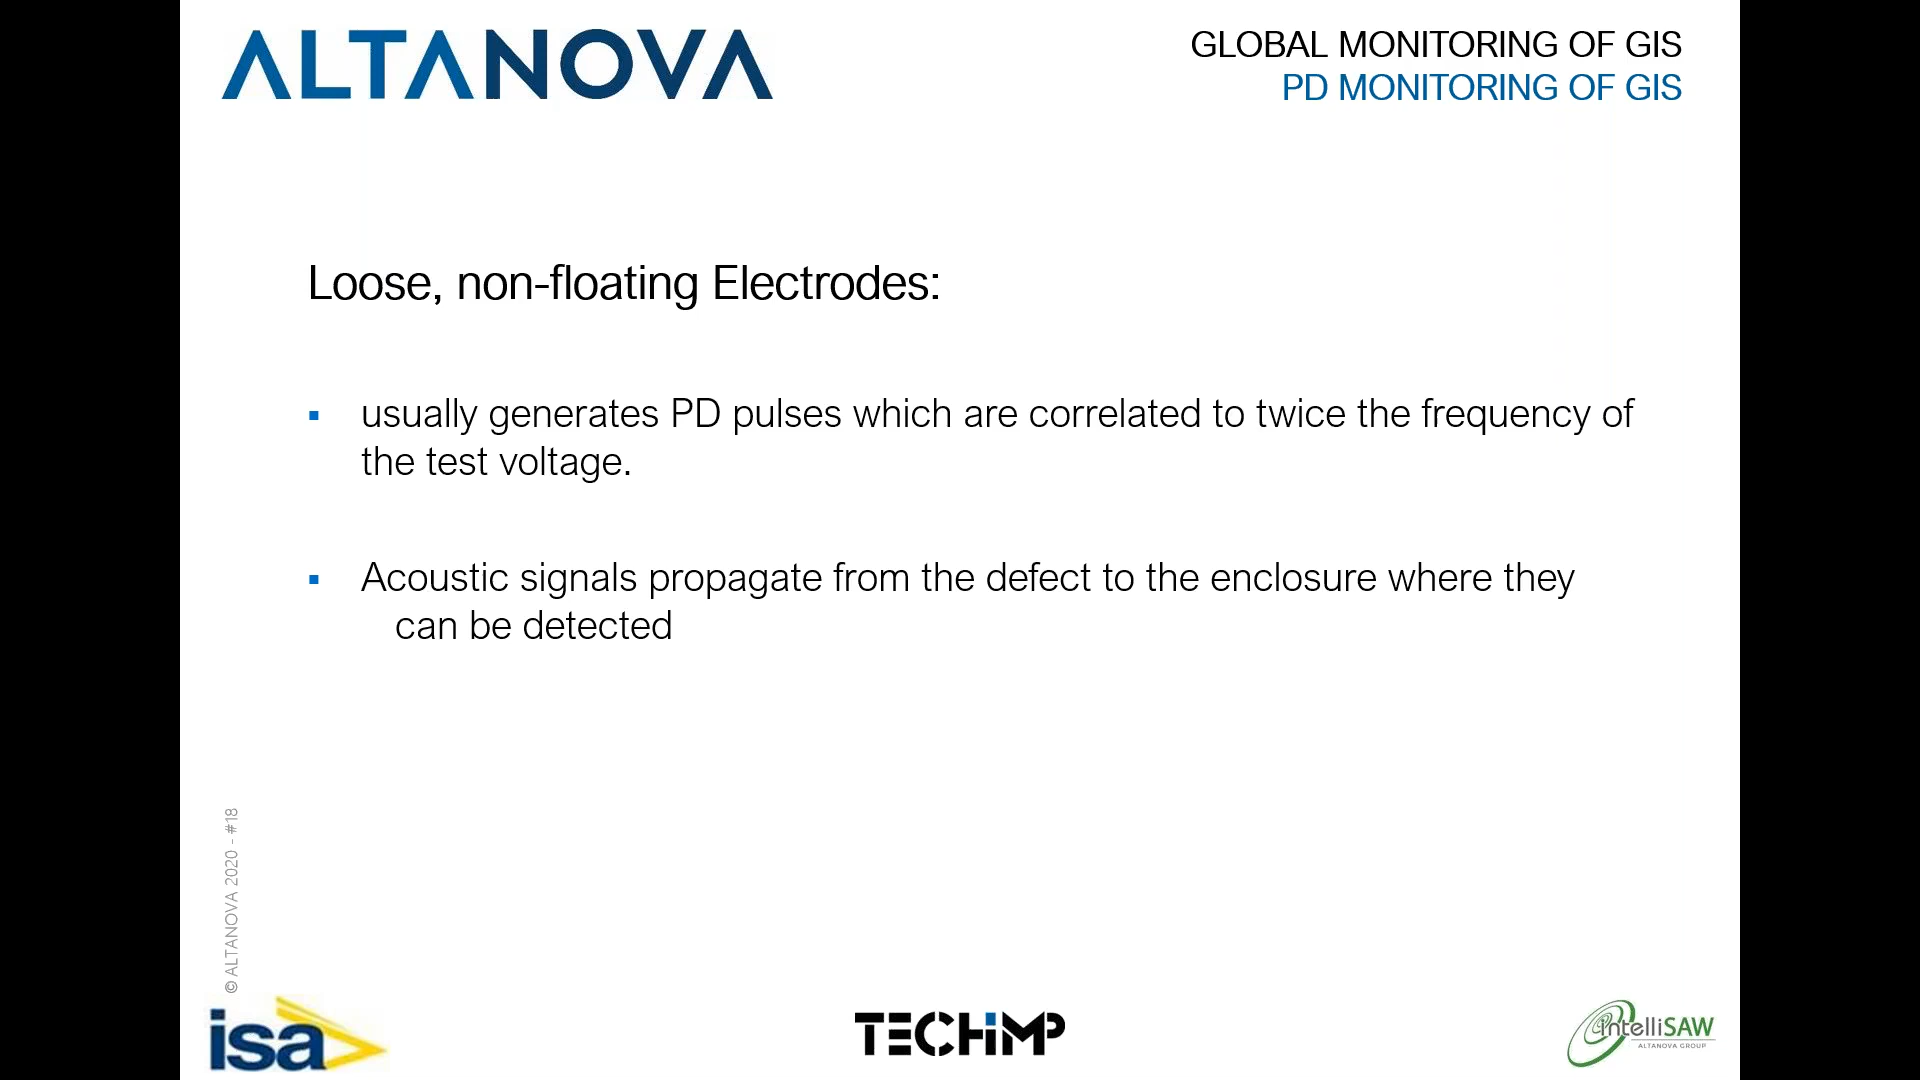 ALTANOVA
GLOBAL MONITORING OF GIS
PD MONITORING OF GIS
Loose, non-floating Electrodes:
▪ usually generates PD pulses which are correlated to twice the frequency of
the test voltage.
▪ Acoustic signals propagate from the defect to the enclosure where they
can be detected
© ALTANOVA 2020 - #18
isa
TECHiMP
intelliSAW
ALTANOVA GROUP